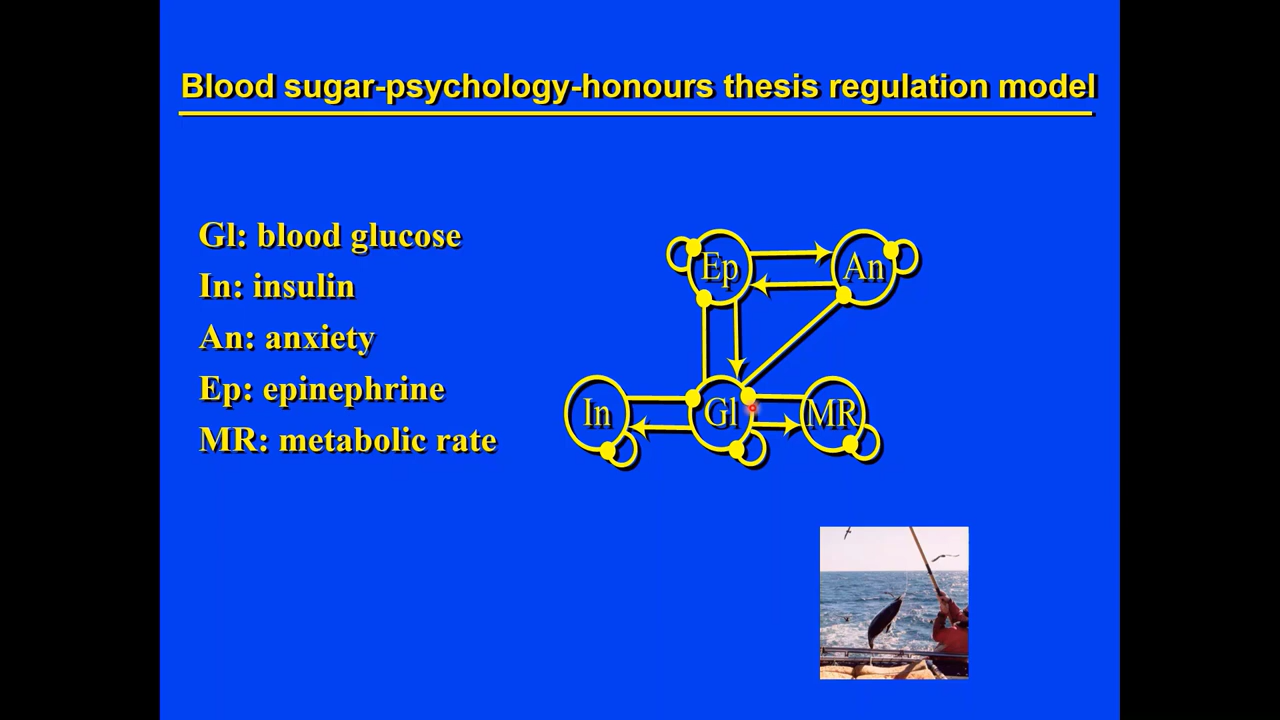 Blood sugar-psychology-honours thesis regulation model
Gl: blood glucose
In: insulin
An: anxiety
Ep: epinephrine
MR: metabolic rate
Ep An
In Gl MR